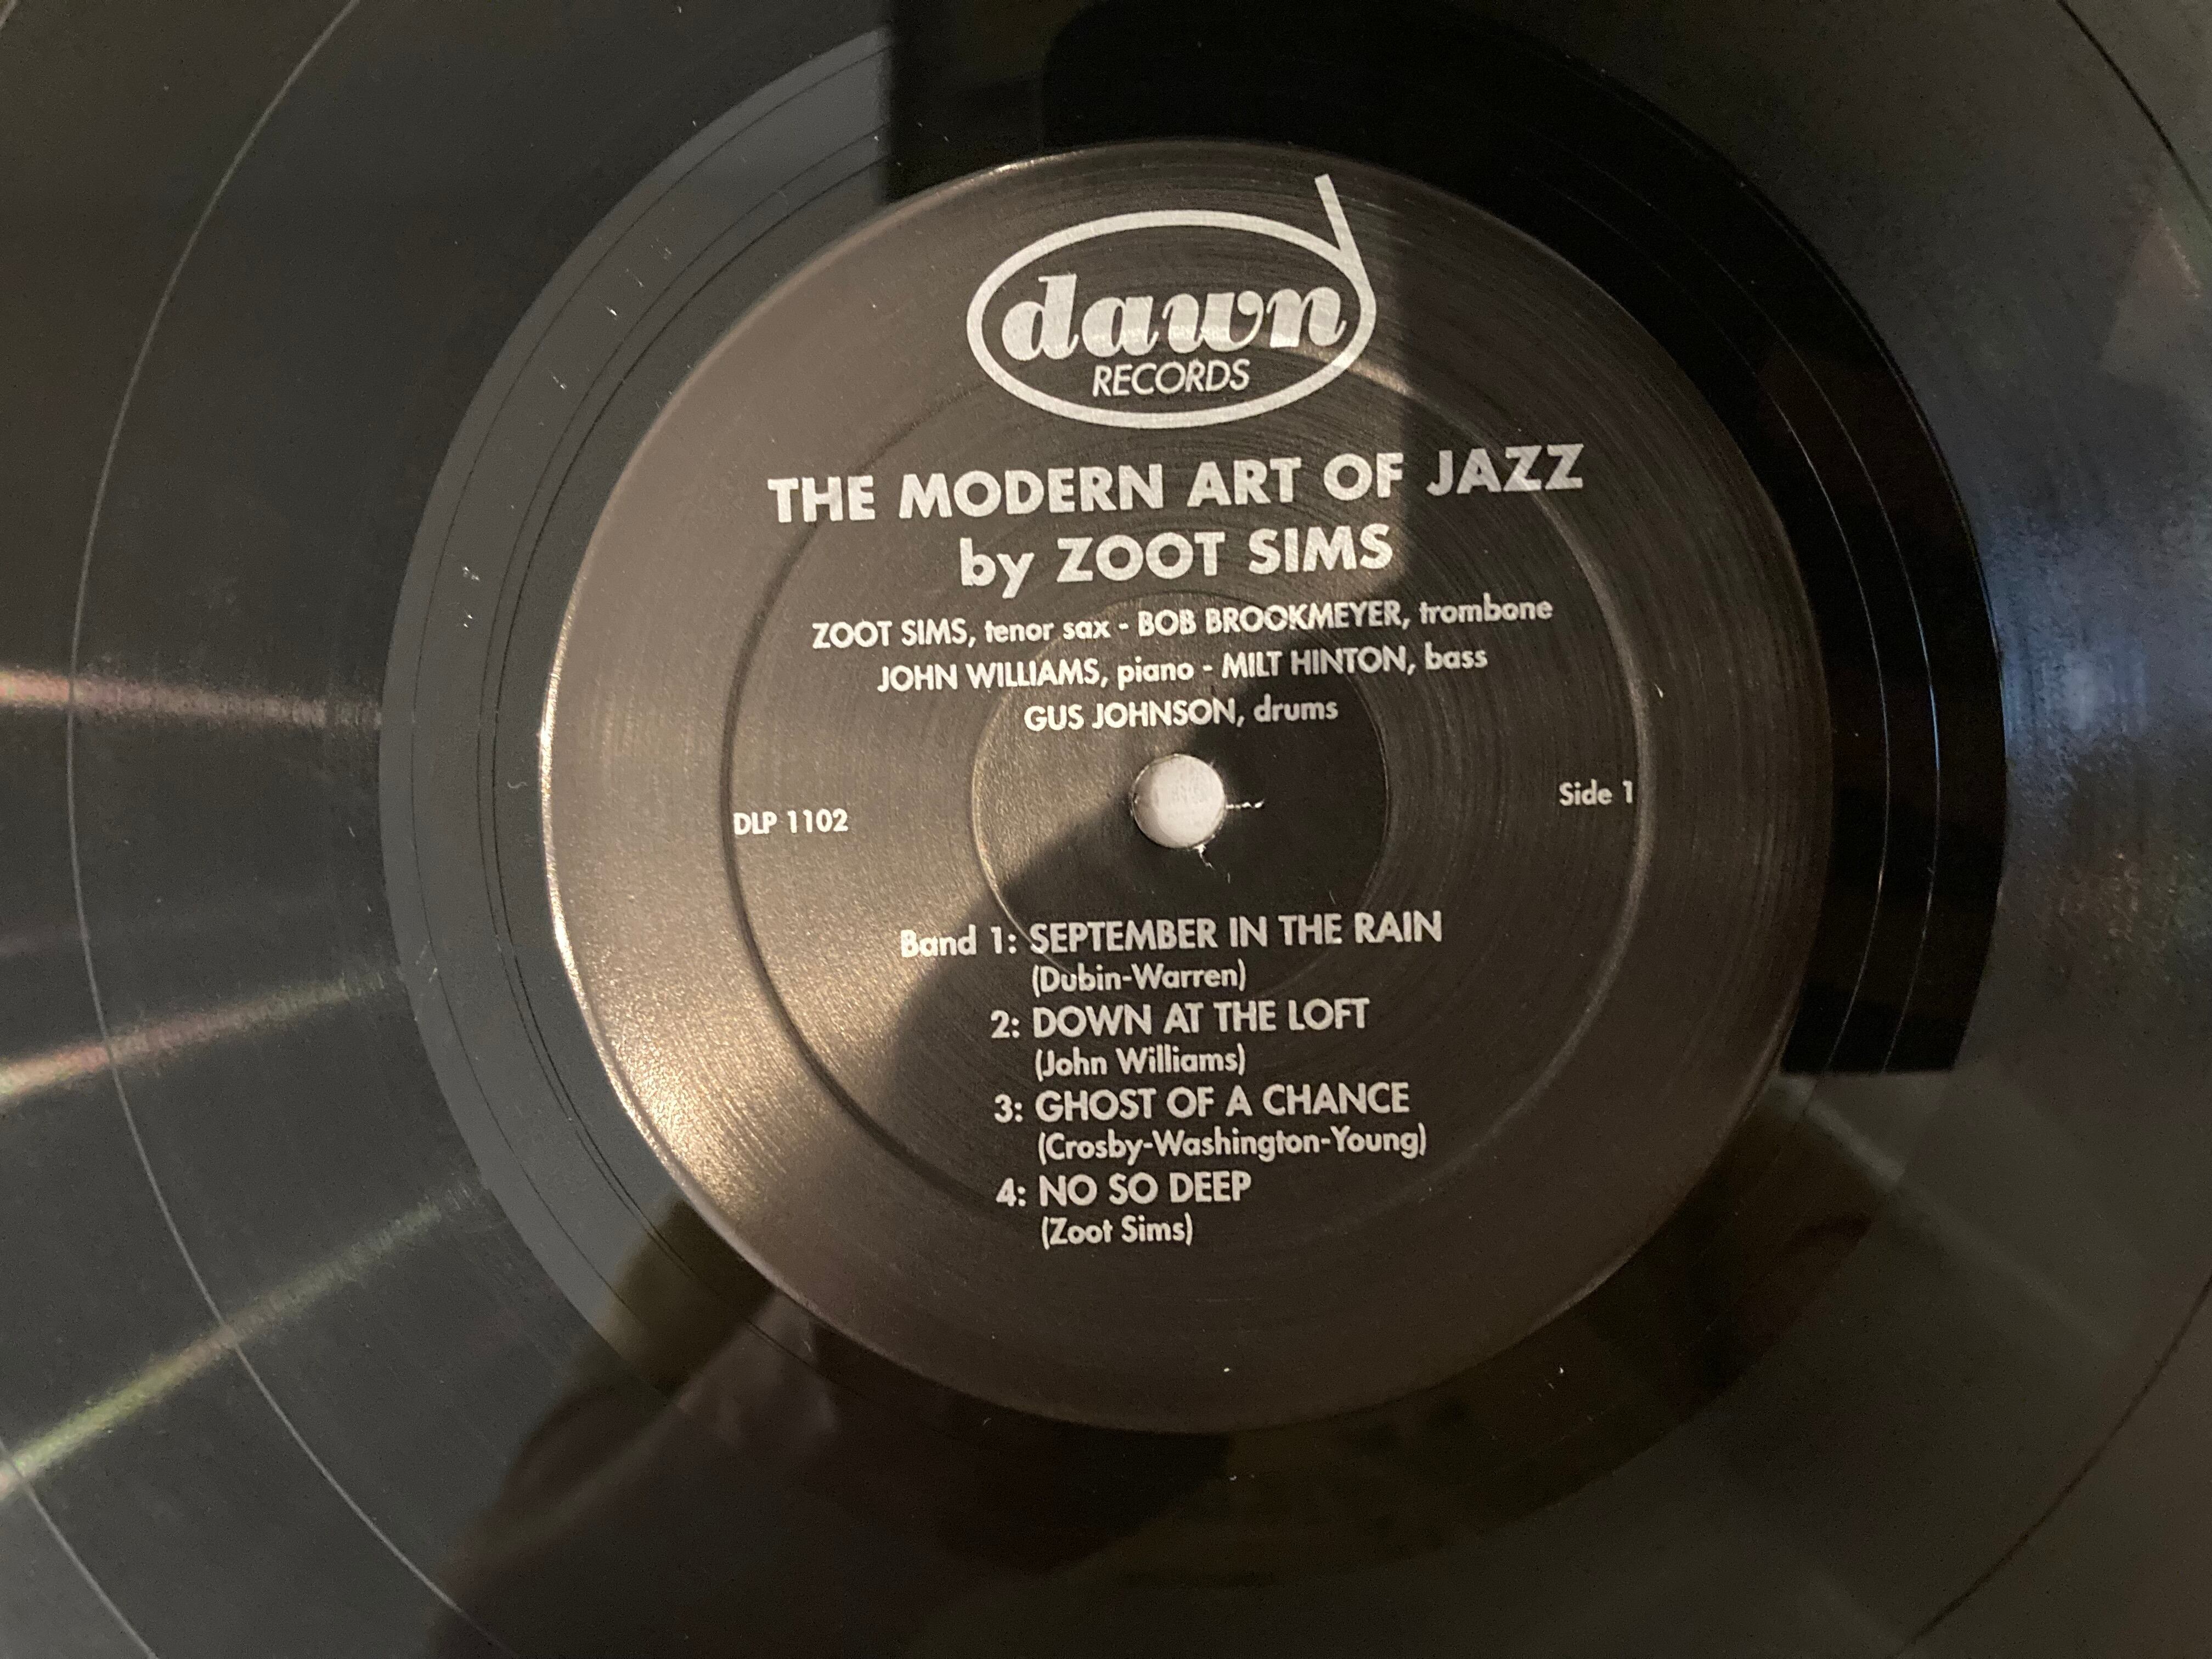 dawn
RECORDS
THE MODERN ART OF JAZZ
by ZOOT SIMS
ZOOT SIMS, tenor sax - BOB BROOKMEYER, trombone
JOHN WILLIAMS, piano - MILT HINTON, bass
GUS JOHNSON, drums
DLP 1102
Side 1
Band 1: SEPTEMBER IN THE RAIN
(Dubin-Warren)
2: DOWN AT THE LOFT
(John Williams)
3: GHOST OF A CHANCE
(Crosby-Washington-Young)
4: NO SO DEEP
(Zoot Sims)